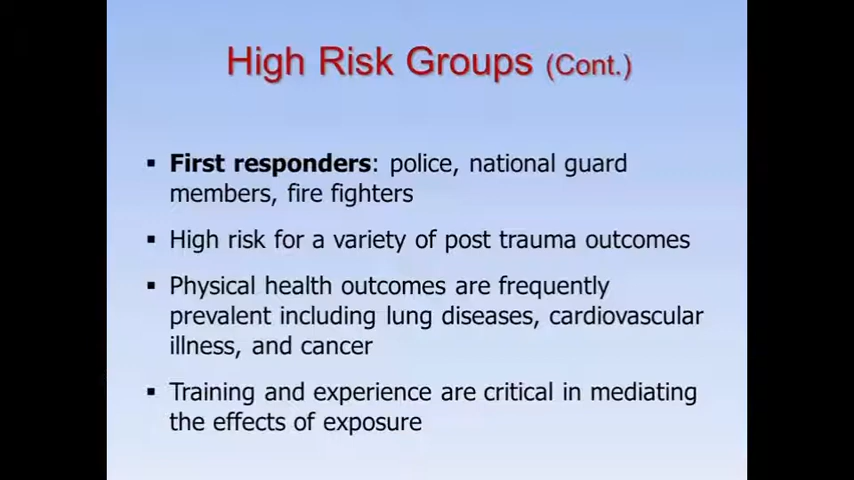 High Risk Groups (Cont.)
▪ First responders: police, national guard
members, fire fighters
▪ High risk for a variety of post trauma outcomes
▪ Physical health outcomes are frequently
prevalent including lung diseases, cardiovascular
illness, and cancer
▪ Training and experience are critical in mediating
the effects of exposure